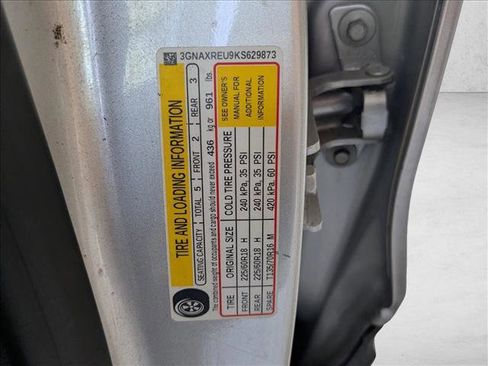 3GNAXREU9KS629873
TIRE AND LOADING INFORMATION
SEATING CAPACITY TOTAL 5 FRONT 2 REAR 3
The combined weight of occupants and cargo should never exceed 436 kg or 961 lbs.
TIRE ORIGINAL SIZE COLD TIRE PRESSURE
FRONT 225/60R18 H 240 kPa, 35 PSI
REAR 225/60R18 H 240 kPa, 35 PSI
SPARE T135/70R16 M 420 kPa, 60 PSI
SEE OWNER'S
MANUAL FOR
ADDITIONAL
INFORMATION